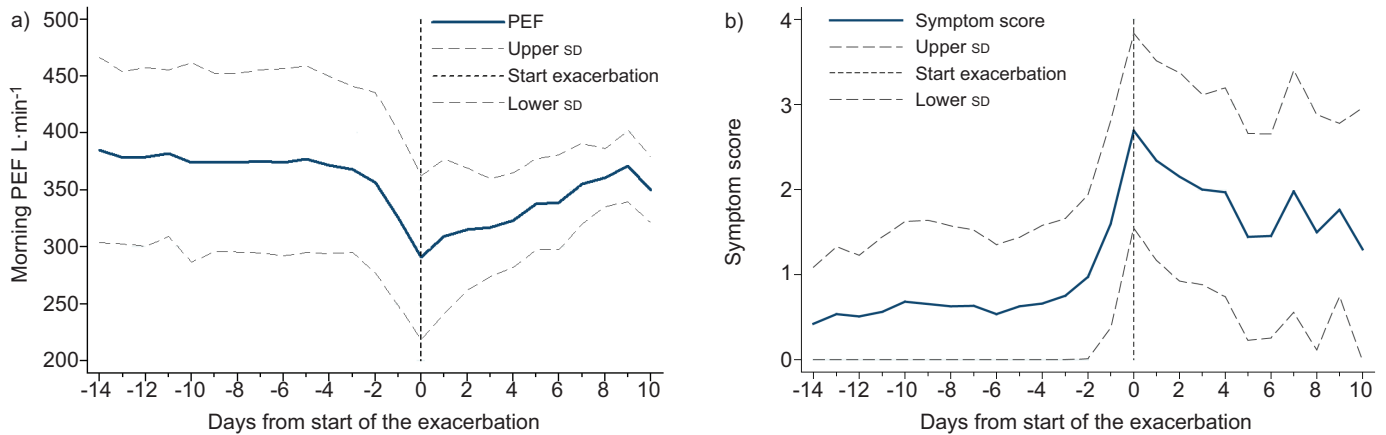 a)
500
450
400
350
300
250
200
Morning PEF L·min⁻¹
PEF
Upper SD
Start exacerbation
Lower SD
-14 -12 -10 -8 -6 -4 -2 0 2 4 6 8 10
Days from start of the exacerbation
b)
4
3
2
1
0
Symptom score
Symptom score
Upper SD
Start exacerbation
Lower SD
-14 -12 -10 -8 -6 -4 -2 0 2 4 6 8 10
Days from start of the exacerbation